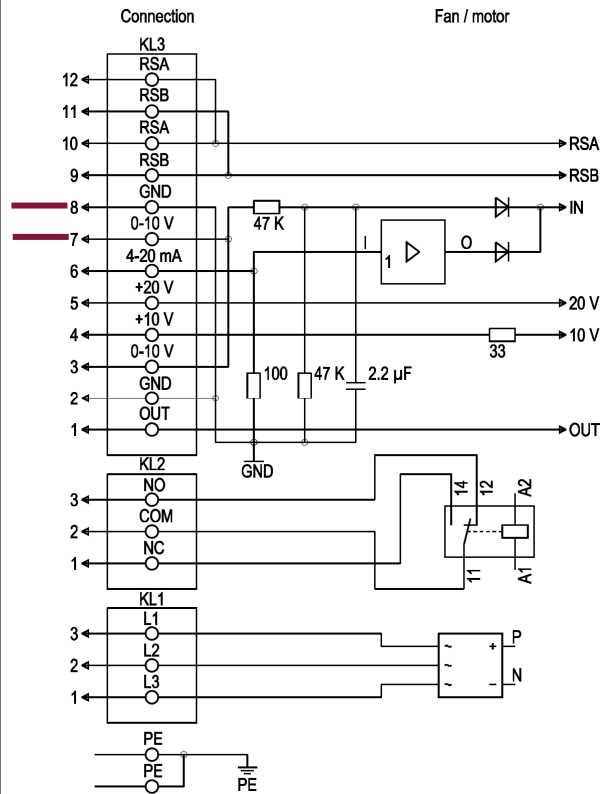 Connection Fan / motor
KL3
RSA
12
RSB
11
RSA
10 RSA
RSB
9 RSB
GND
8 IN
47 K
0-10 V
7
I 1 O
4-20 mA
6
+20 V
5 20 V
+10 V
4 10 V
33
0-10 V
3
100 47 K 2.2 µF
GND
2
OUT
1 OUT
GND
KL2
NO
3
14 12 A2
COM
2
NC
1
11 A1
KL1
L1
3
+ P
~
L2
2
~
L3
1
~ – N
PE
PE
PE